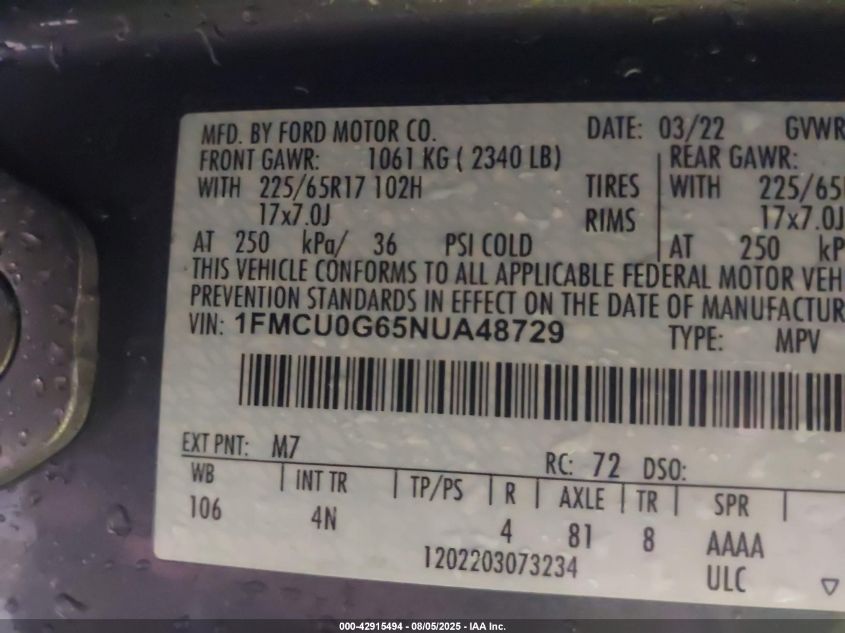 MFD. BY FORD MOTOR CO. DATE: 03/22 GVWR
FRONT GAWR: 1061 KG ( 2340 LB) REAR GAWR:
WITH 225/65R17 102H TIRES WITH 225/65
17x7.0J RIMS 17x7.0J
AT 250 kPa/ 36 PSI COLD AT 250 kP
THIS VEHICLE CONFORMS TO ALL APPLICABLE FEDERAL MOTOR VEH
PREVENTION STANDARDS IN EFFECT ON THE DATE OF MANUFACTUR
VIN: 1FMCU0G65NUA48729 TYPE: MPV
EXT PNT: M7 RC: 72 DSO:
WB INT TR TP/PS R AXLE TR SPR
106 4N 4 81 8 AAAA
1202203073234 ULC
000-42915494 - 08/05/2025 - IAA Inc.